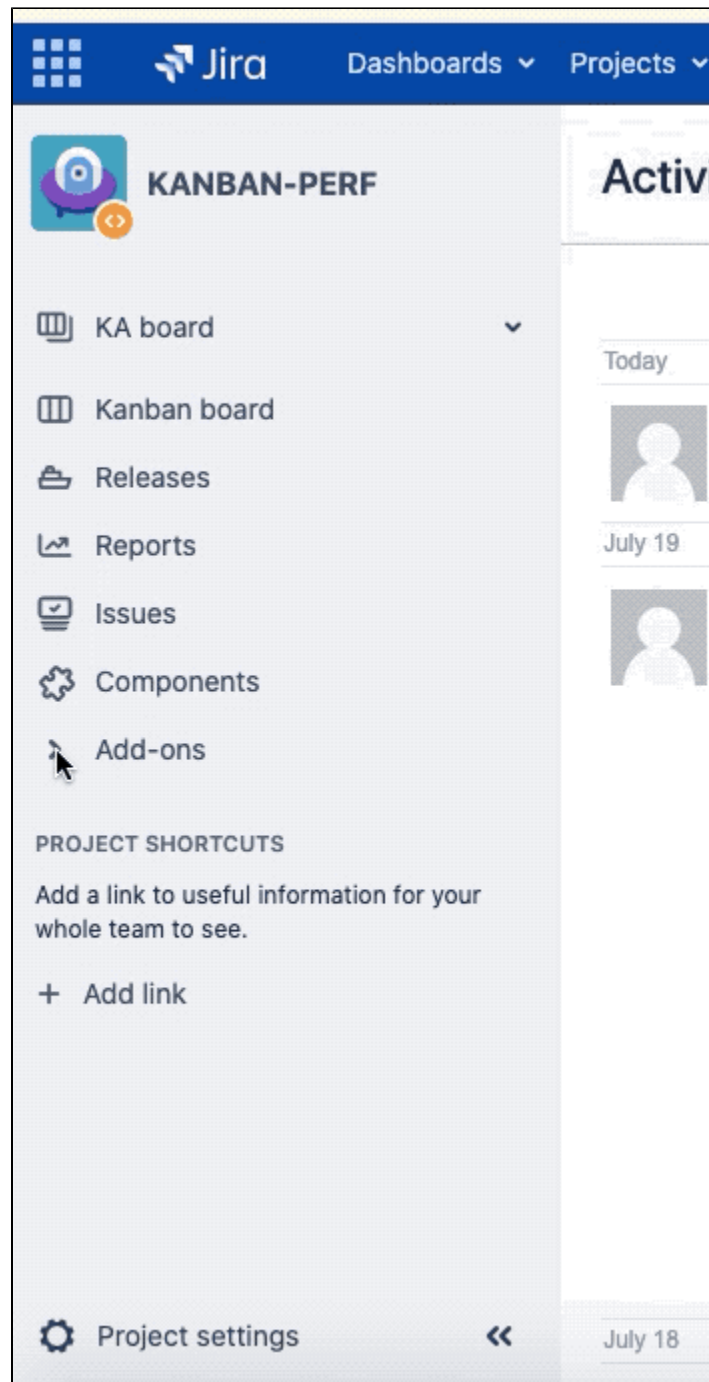 Jira Dashboards Projects
KANBAN-PERF
KA board
Kanban board
Releases
Reports
Issues
Components
Add-ons
PROJECT SHORTCUTS
Add a link to useful information for your
whole team to see.
+ Add link
Project settings
Activ
Today
July 19
July 18